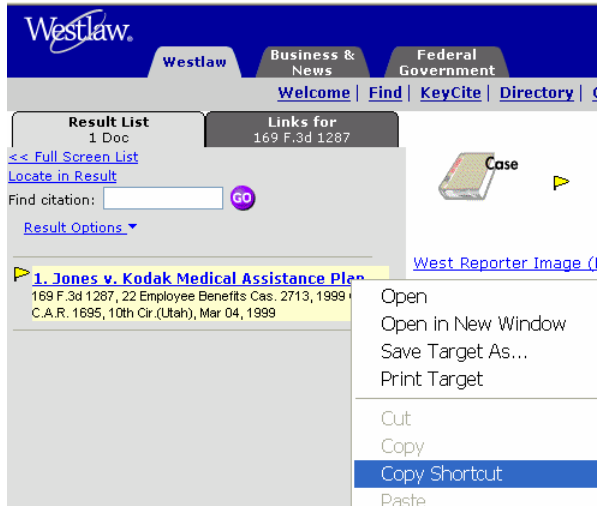 Westlaw.
Westlaw
Business & News
Federal Government
Welcome | Find | KeyCite | Directory |
Result List
1 Doc
Links for
169 F.3d 1287
<< Full Screen List
Locate in Result
Find citation:
GO
Result Options
1. Jones v. Kodak Medical Assistance Plan
169 F.3d 1287, 22 Employee Benefits Cas. 2713, 1999
C.A.R. 1695, 10th Cir.(Utah), Mar 04, 1999
Case
West Reporter Image (
Open
Open in New Window
Save Target As...
Print Target
Cut
Copy
Copy Shortcut
Paste